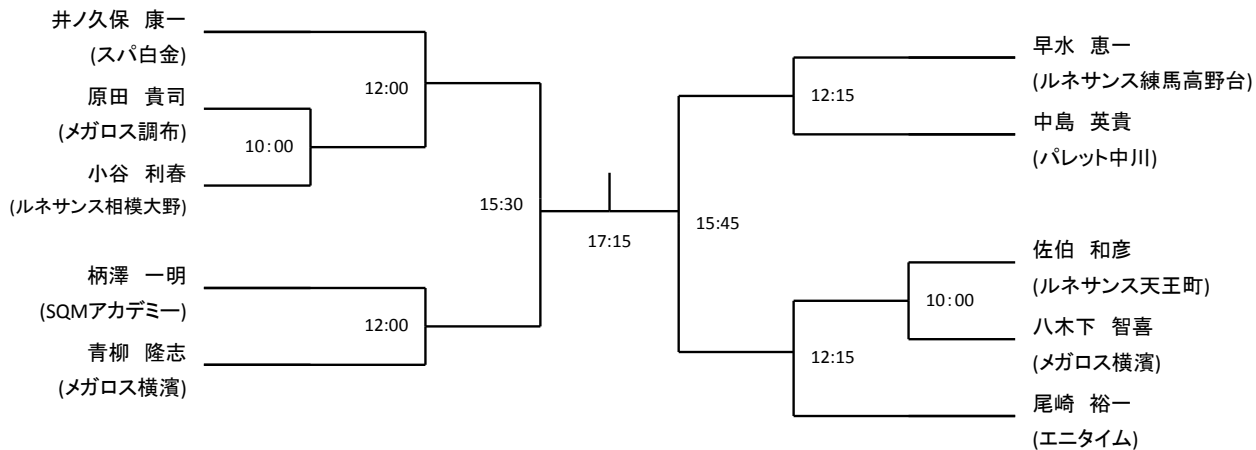 井ノ久保　康一
(スパ白金)
原田　貴司
(メガロス調布)
小谷　利春
(ルネサンス相模大野)
柄澤　一明
(SQMアカデミー)
青柳　隆志
(メガロス横濱)
12:00
10：00
15:30
12:00
17:15
15:45
12:15
10：00
12:15
早水　恵一
(ルネサンス練馬高野台)
中島　英貴
(パレット中川)
佐伯　和彦
(ルネサンス天王町)
八木下　智喜
(メガロス横濱)
尾崎　裕一
(エニタイム)